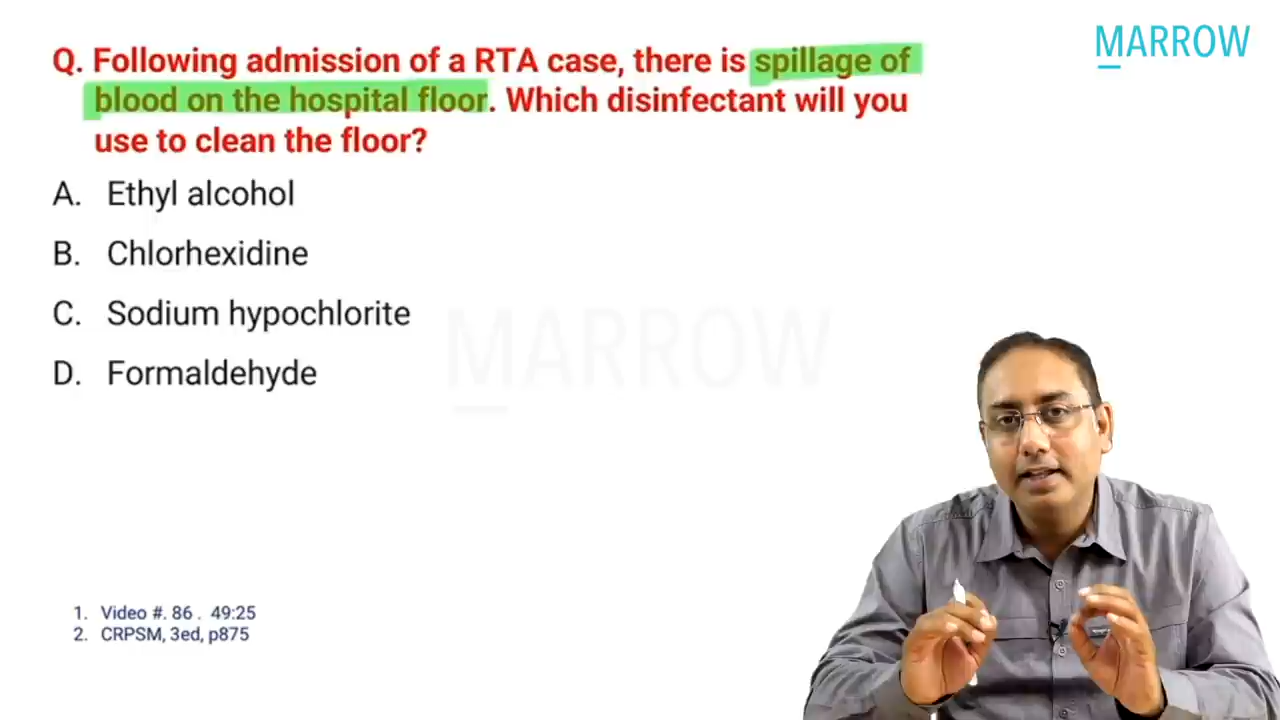 MARROW
Q. Following admission of a RTA case, there is spillage of
blood on the hospital floor. Which disinfectant will you
use to clean the floor?
A. Ethyl alcohol
B. Chlorhexidine
C. Sodium hypochlorite
D. Formaldehyde
MARROW
1. Video #. 86 . 49:25
2. CRPSM, 3ed, p875